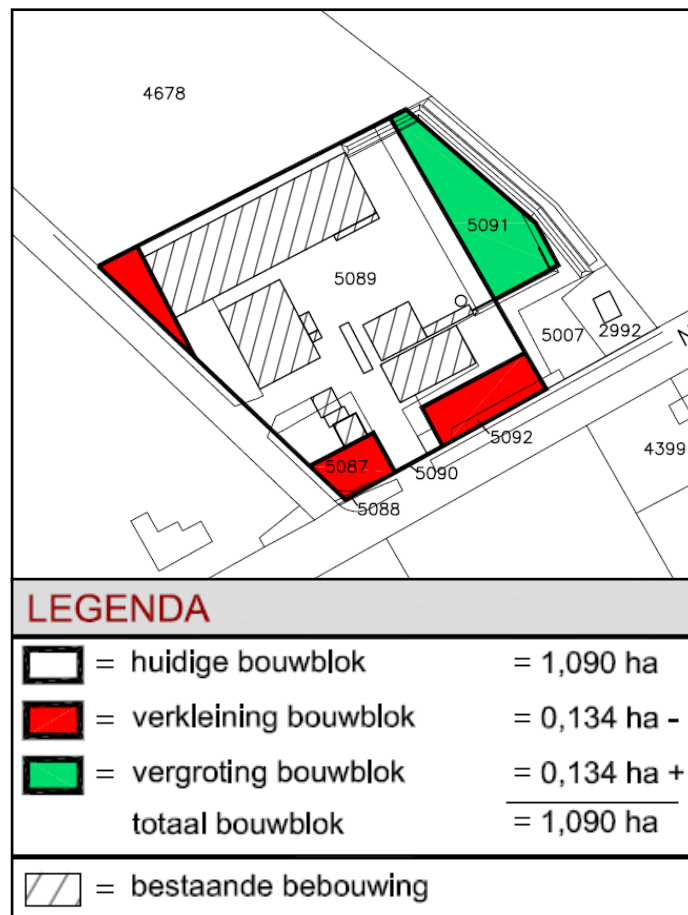 4678
5091
5089
5007
2992
5092
4399
5087
5090
5088
LEGENDA
= huidige bouwblok = 1,090 ha
= verkleining bouwblok = 0,134 ha -
= vergroting bouwblok = 0,134 ha +
totaal bouwblok = 1,090 ha
= bestaande bebouwing